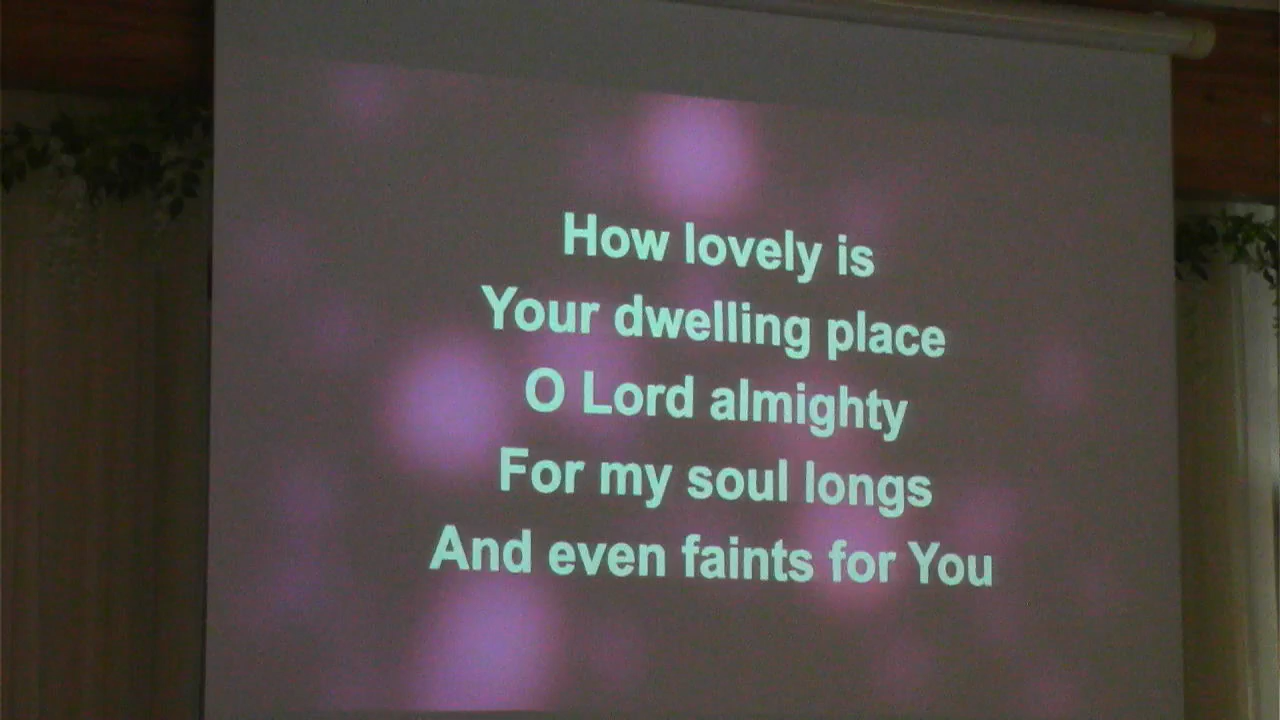 How lovely is
Your dwelling place
O Lord almighty
For my soul longs
And even faints for You